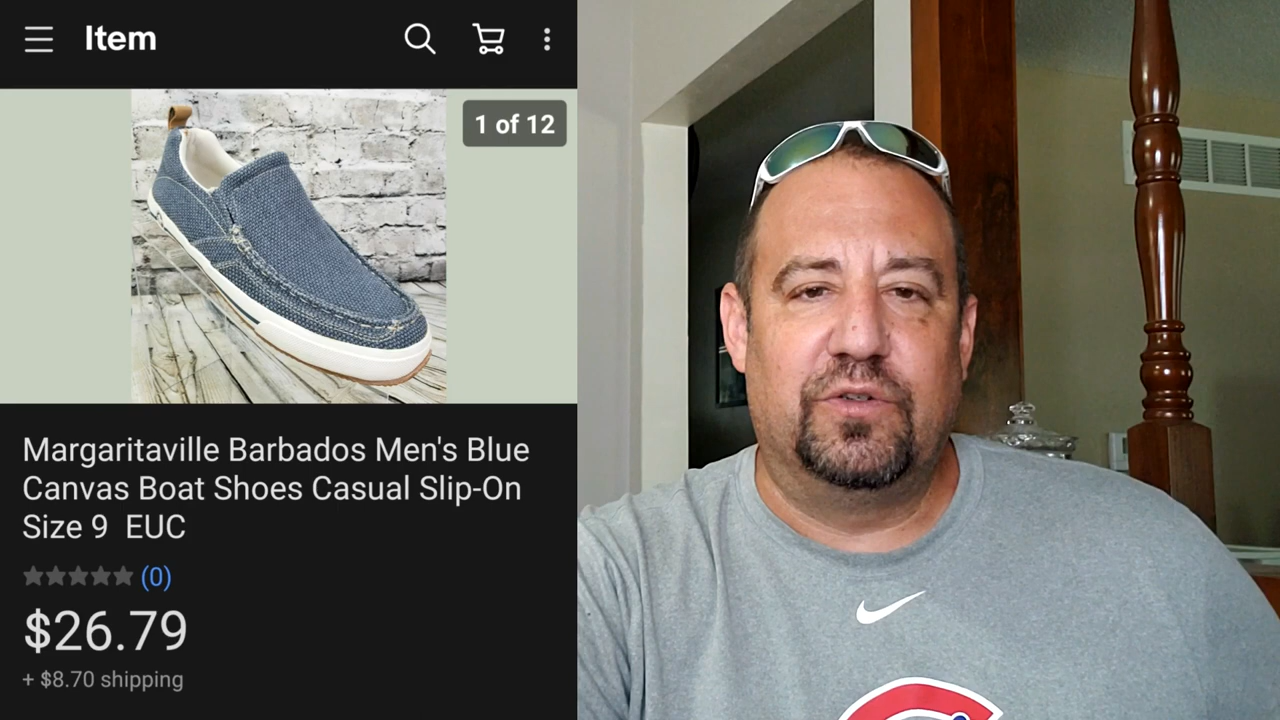 Item
1 of 12
Margaritaville Barbados Men's Blue
Canvas Boat Shoes Casual Slip-On
Size 9 EUC
(0)
$26.79
+ $8.70 shipping